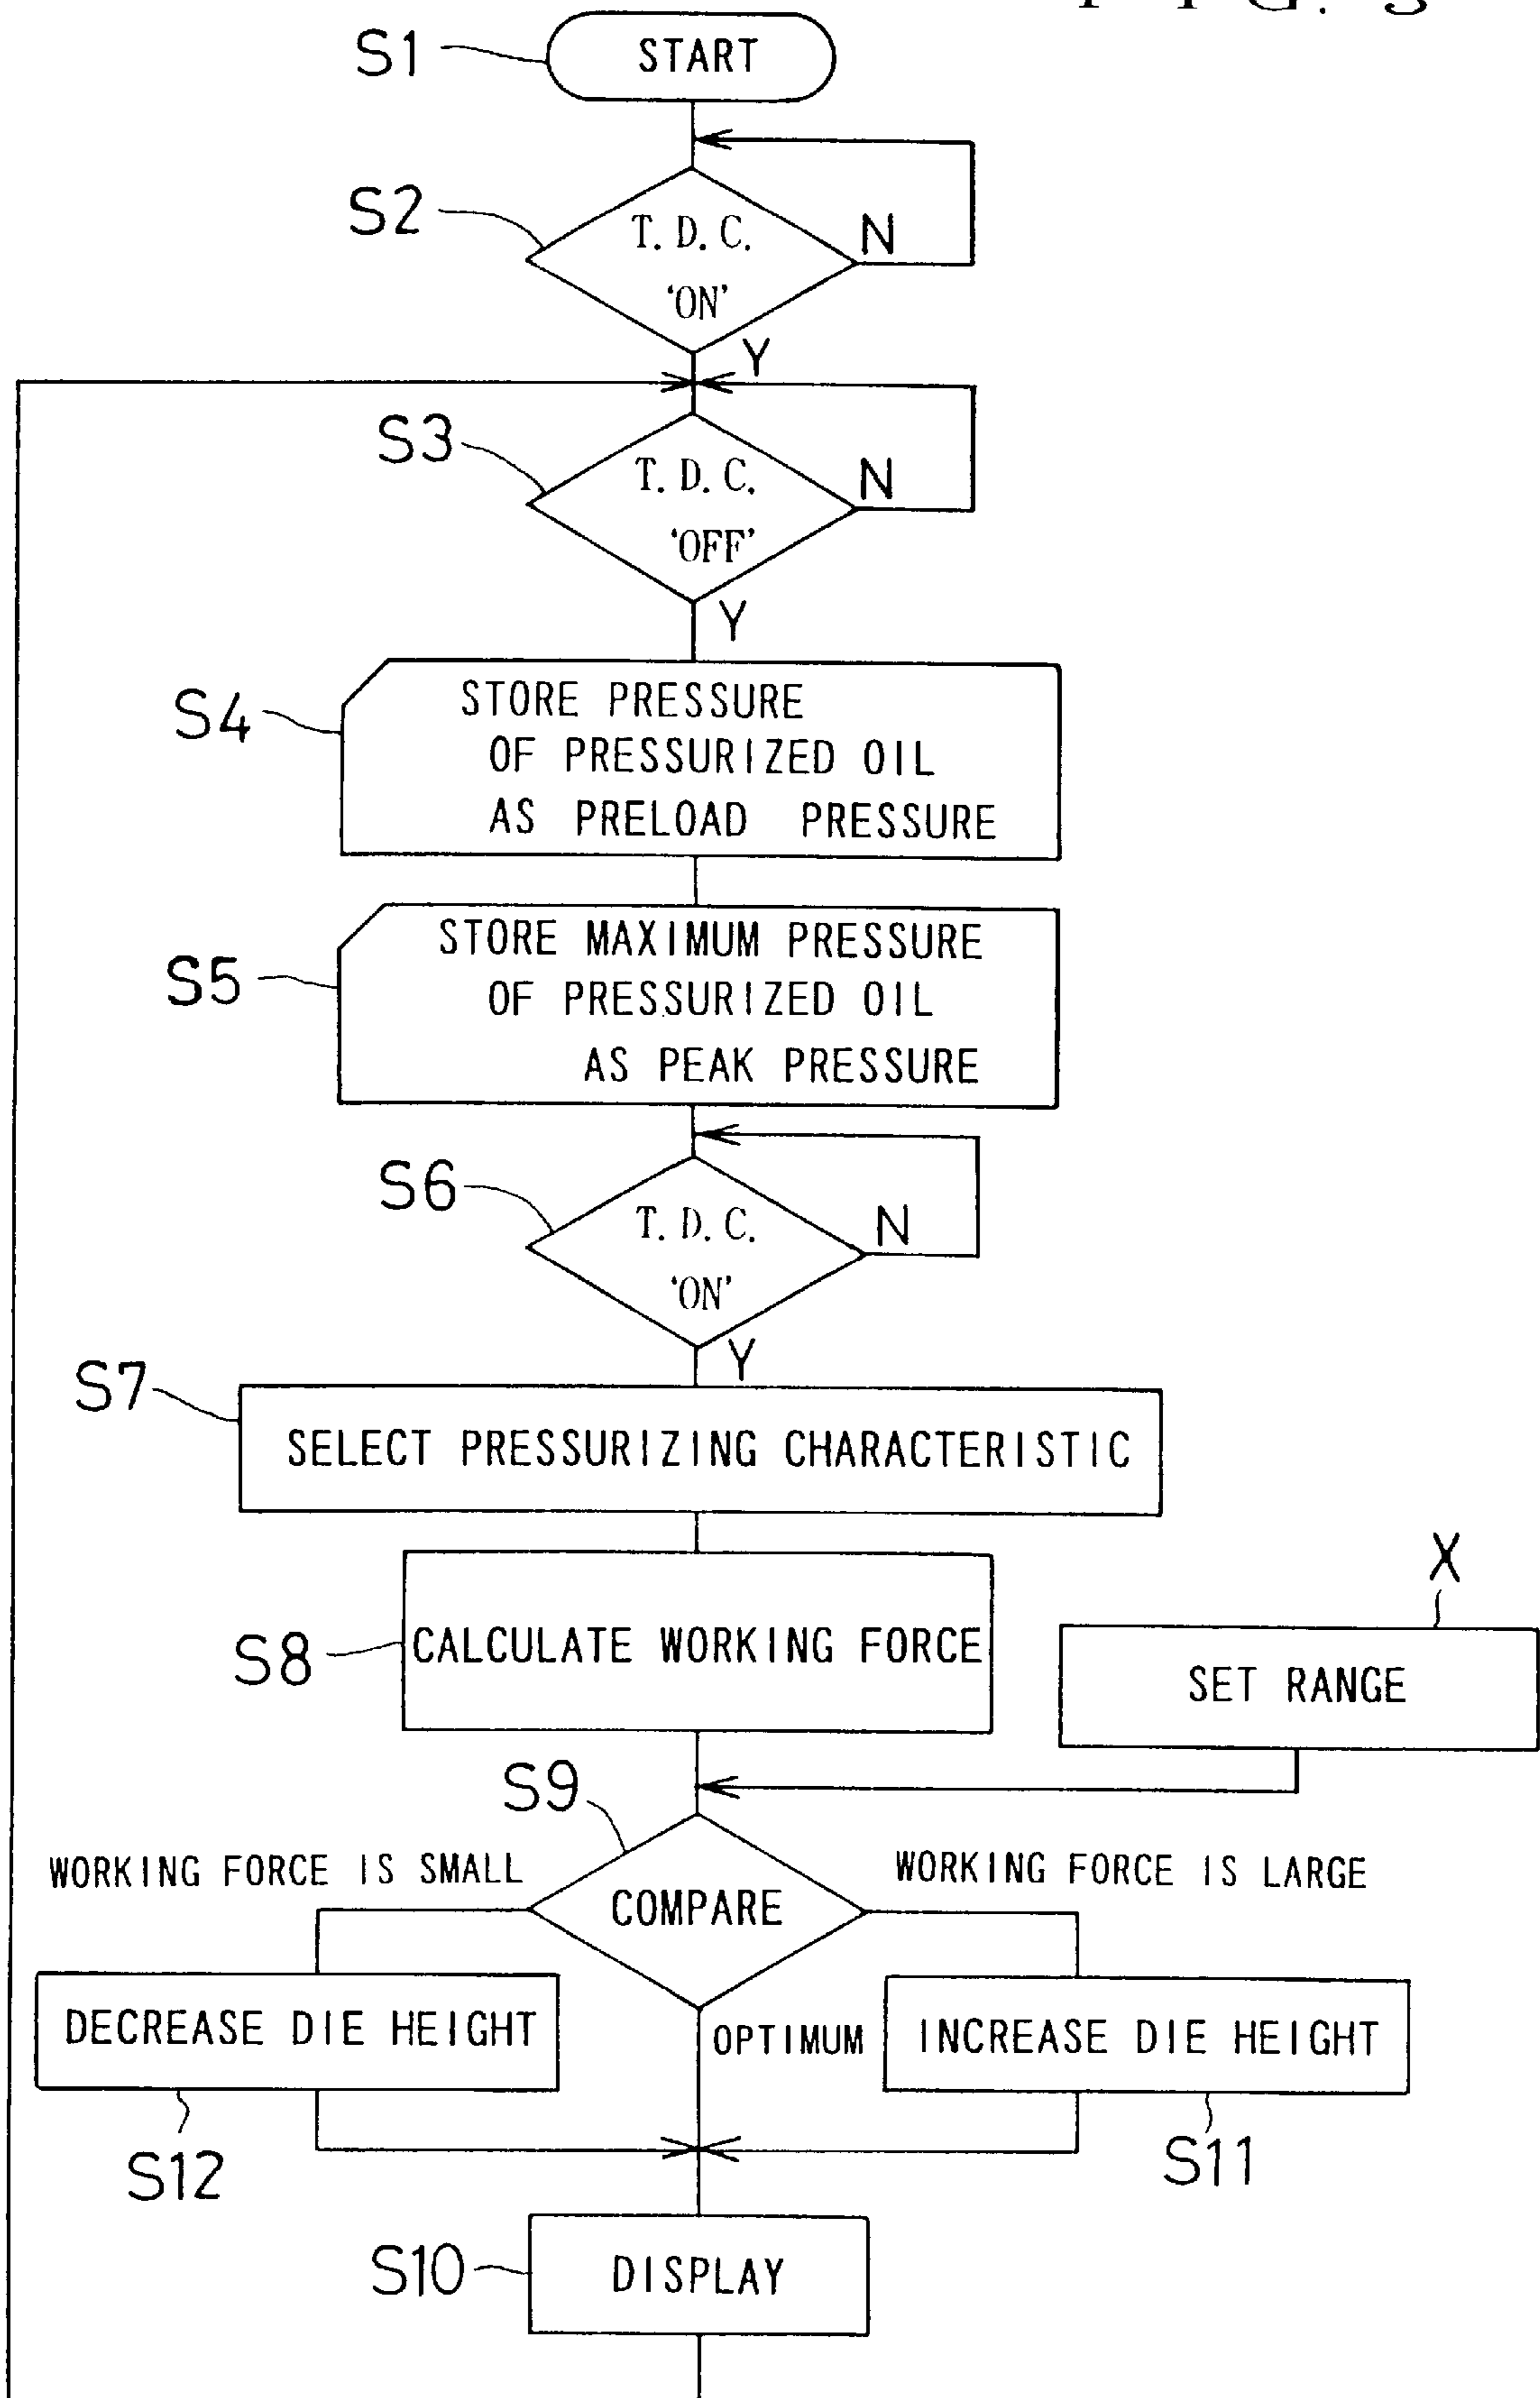 S1
START
S2
T. D. C.
'ON'
N
Y
S3
T. D. C.
'OFF'
N
Y
S4
STORE PRESSURE
OF PRESSURIZED OIL
AS PRELOAD PRESSURE
S5
STORE MAXIMUM PRESSURE
OF PRESSURIZED OIL
AS PEAK PRESSURE
S6
T. D. C.
'ON'
N
Y
S7
SELECT PRESSURIZING CHARACTERISTIC
S8
CALCULATE WORKING FORCE
X
SET RANGE
S9
COMPARE
WORKING FORCE IS SMALL
WORKING FORCE IS LARGE
DECREASE DIE HEIGHT
OPTIMUM
INCREASE DIE HEIGHT
S12
S11
S10
DISPLAY